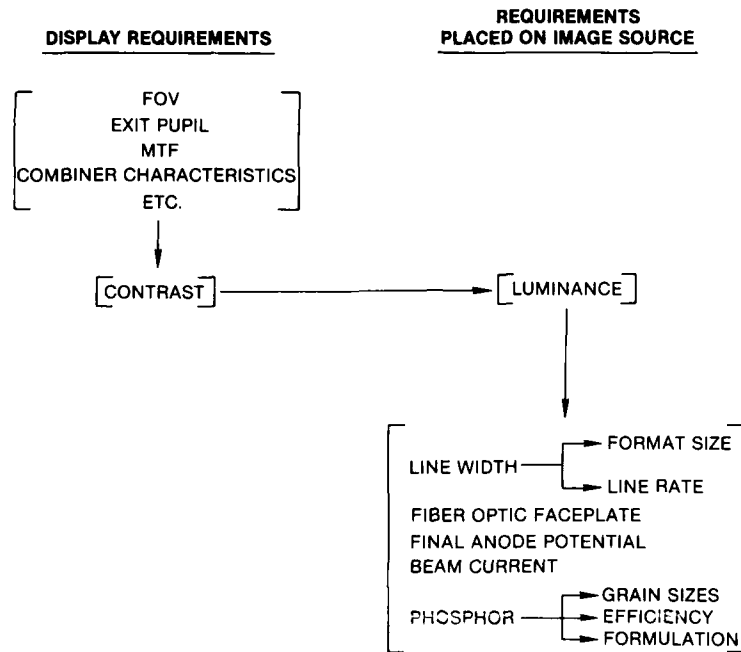 DISPLAY REQUIREMENTS
REQUIREMENTS
PLACED ON IMAGE SOURCE
FOV
EXIT PUPIL
MTF
COMBINER CHARACTERISTICS
ETC.
CONTRAST
LUMINANCE
LINE WIDTH
FORMAT SIZE
LINE RATE
FIBER OPTIC FACEPLATE
FINAL ANODE POTENTIAL
BEAM CURRENT
PHOSPHOR
GRAIN SIZES
EFFICIENCY
FORMULATION